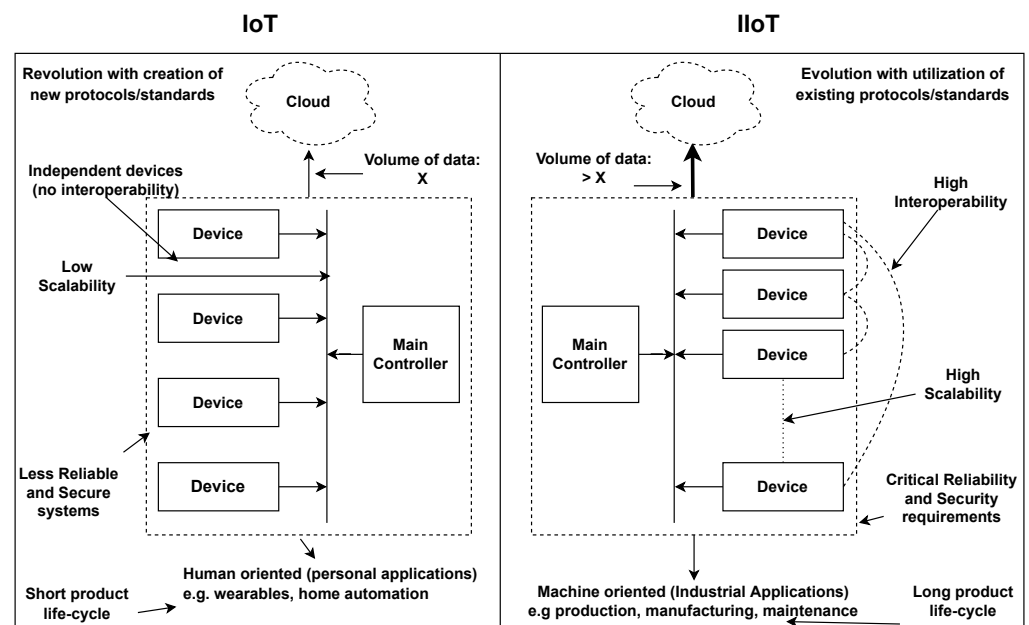 IoT
IIoT
Revolution with creation of
new protocols/standards
Cloud
Volume of data:
X
Independent devices
(no interoperability)
Device
Low
Scalability
Device
Main
Controller
Device
Less Reliable
and Secure
systems
Device
Human oriented (personal applications)
e.g. wearables, home automation
Short product
life-cycle
Evolution with utilization of
existing protocols/standards
Cloud
Volume of data:
> X
High
Interoperability
Device
Device
Main
Controller
Device
High
Scalability
Device
Critical Reliability
and Security
requirements
Machine oriented (Industrial Applications)
e.g production, manufacturing, maintenance
Long product
life-cycle